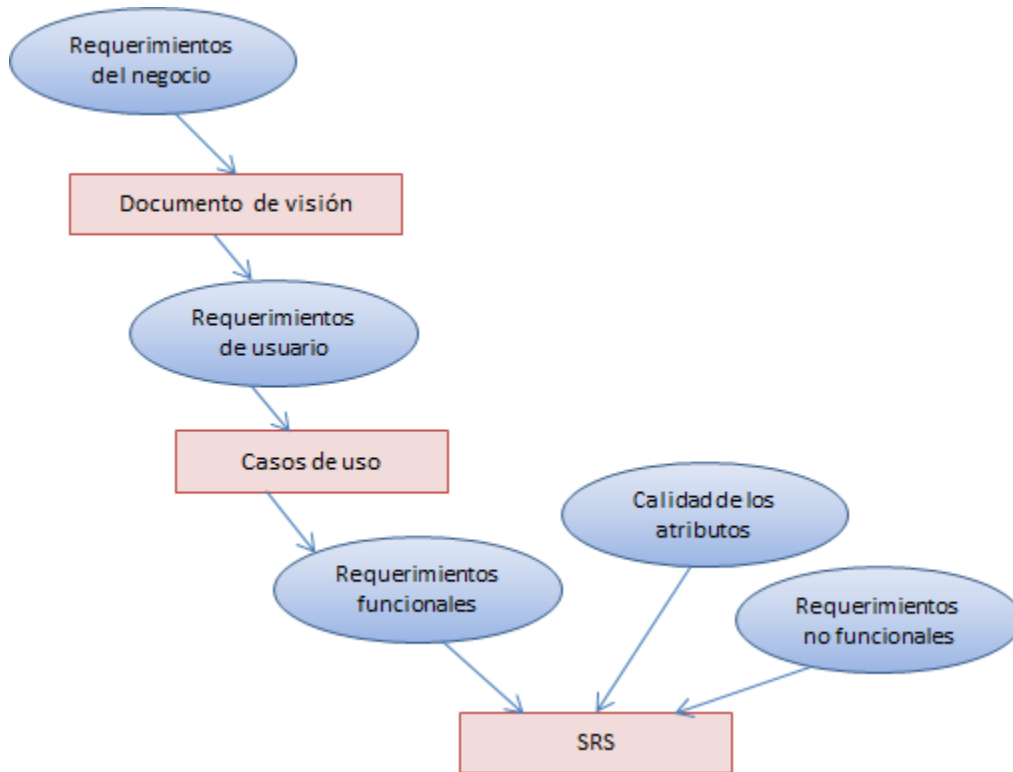 Requerimientos
del negocio
Documento de visión
Requerimientos
de usuario
Casos de uso
Calidad de los
atributos
Requerimientos
funcionales
Requerimientos
no funcionales
SRS